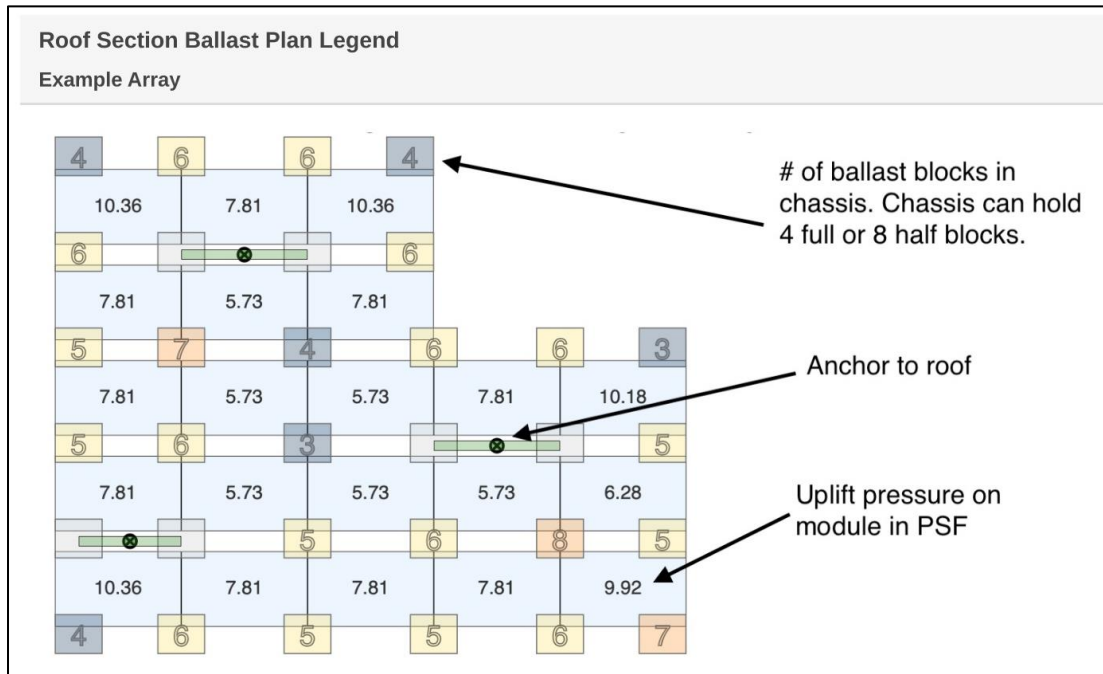 Roof Section Ballast Plan Legend
Example Array
4 6 6 4
# of ballast blocks in
chassis. Chassis can hold
4 full or 8 half blocks.
10.36 7.81 10.36
6 6
7.81 5.73 7.81
5 7 4 6 6 3
Anchor to roof
7.81 5.73 5.73 7.81 10.18
5 6 3 5
7.81 5.73 5.73 5.73 6.28
Uplift pressure on
module in PSF
5 6 8 5
10.36 7.81 7.81 7.81 9.92
4 6 5 5 6 7